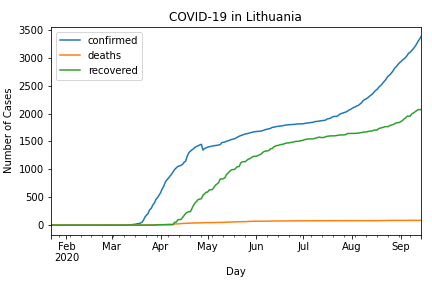 COVID-19 in Lithuania
confirmed
deaths
recovered
Number of Cases
3500
3000
2500
2000
1500
1000
500
0
Feb Mar Apr May Jun Jul Aug Sep
2020
Day